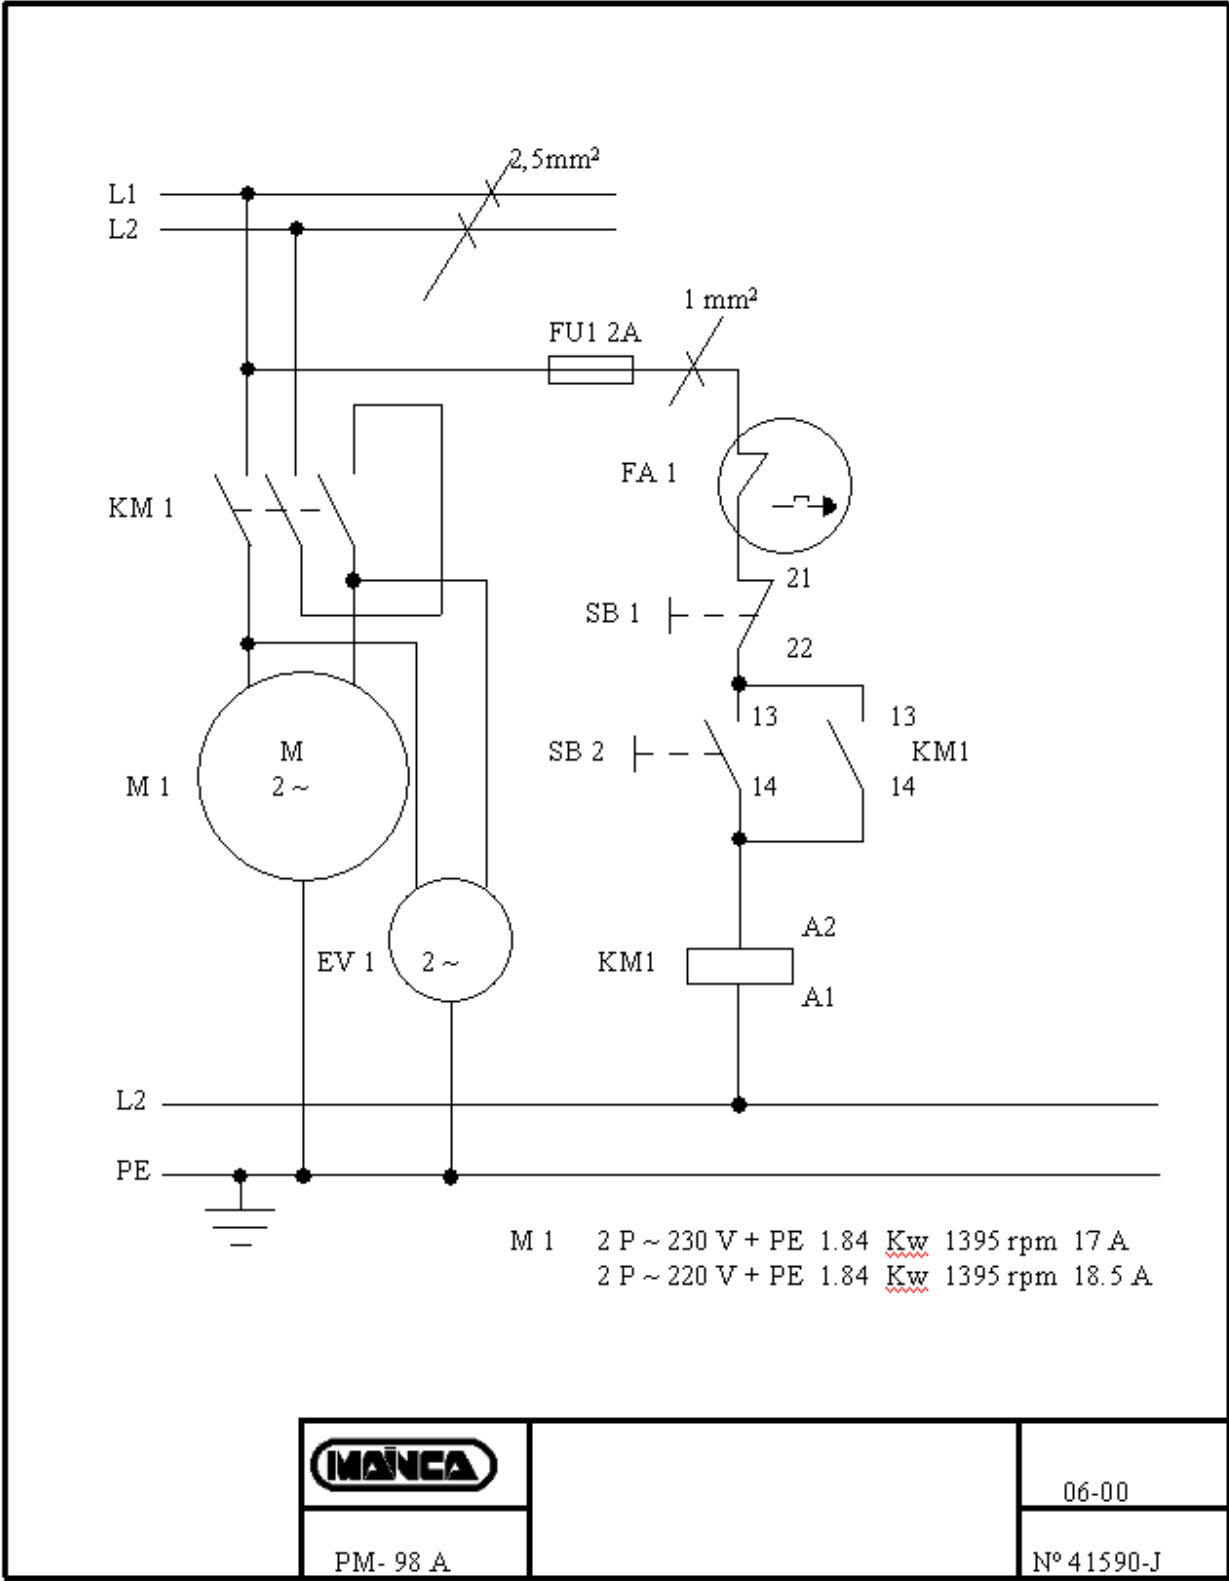 2,5mm²
L1
L2
1 mm²
FU1 2A
FA 1
KM 1
21
SB 1
22
13
13
SB 2
KM1
M
M 1
2 ~
14
14
A2
EV 1
2 ~
KM1
A1
L2
PE
M 1 2 P ~ 230 V + PE 1.84 Kw 1395 rpm 17 A
2 P ~ 220 V + PE 1.84 Kw 1395 rpm 18.5 A
MAINCA
06-00
PM- 98 A
Nº 41590-J